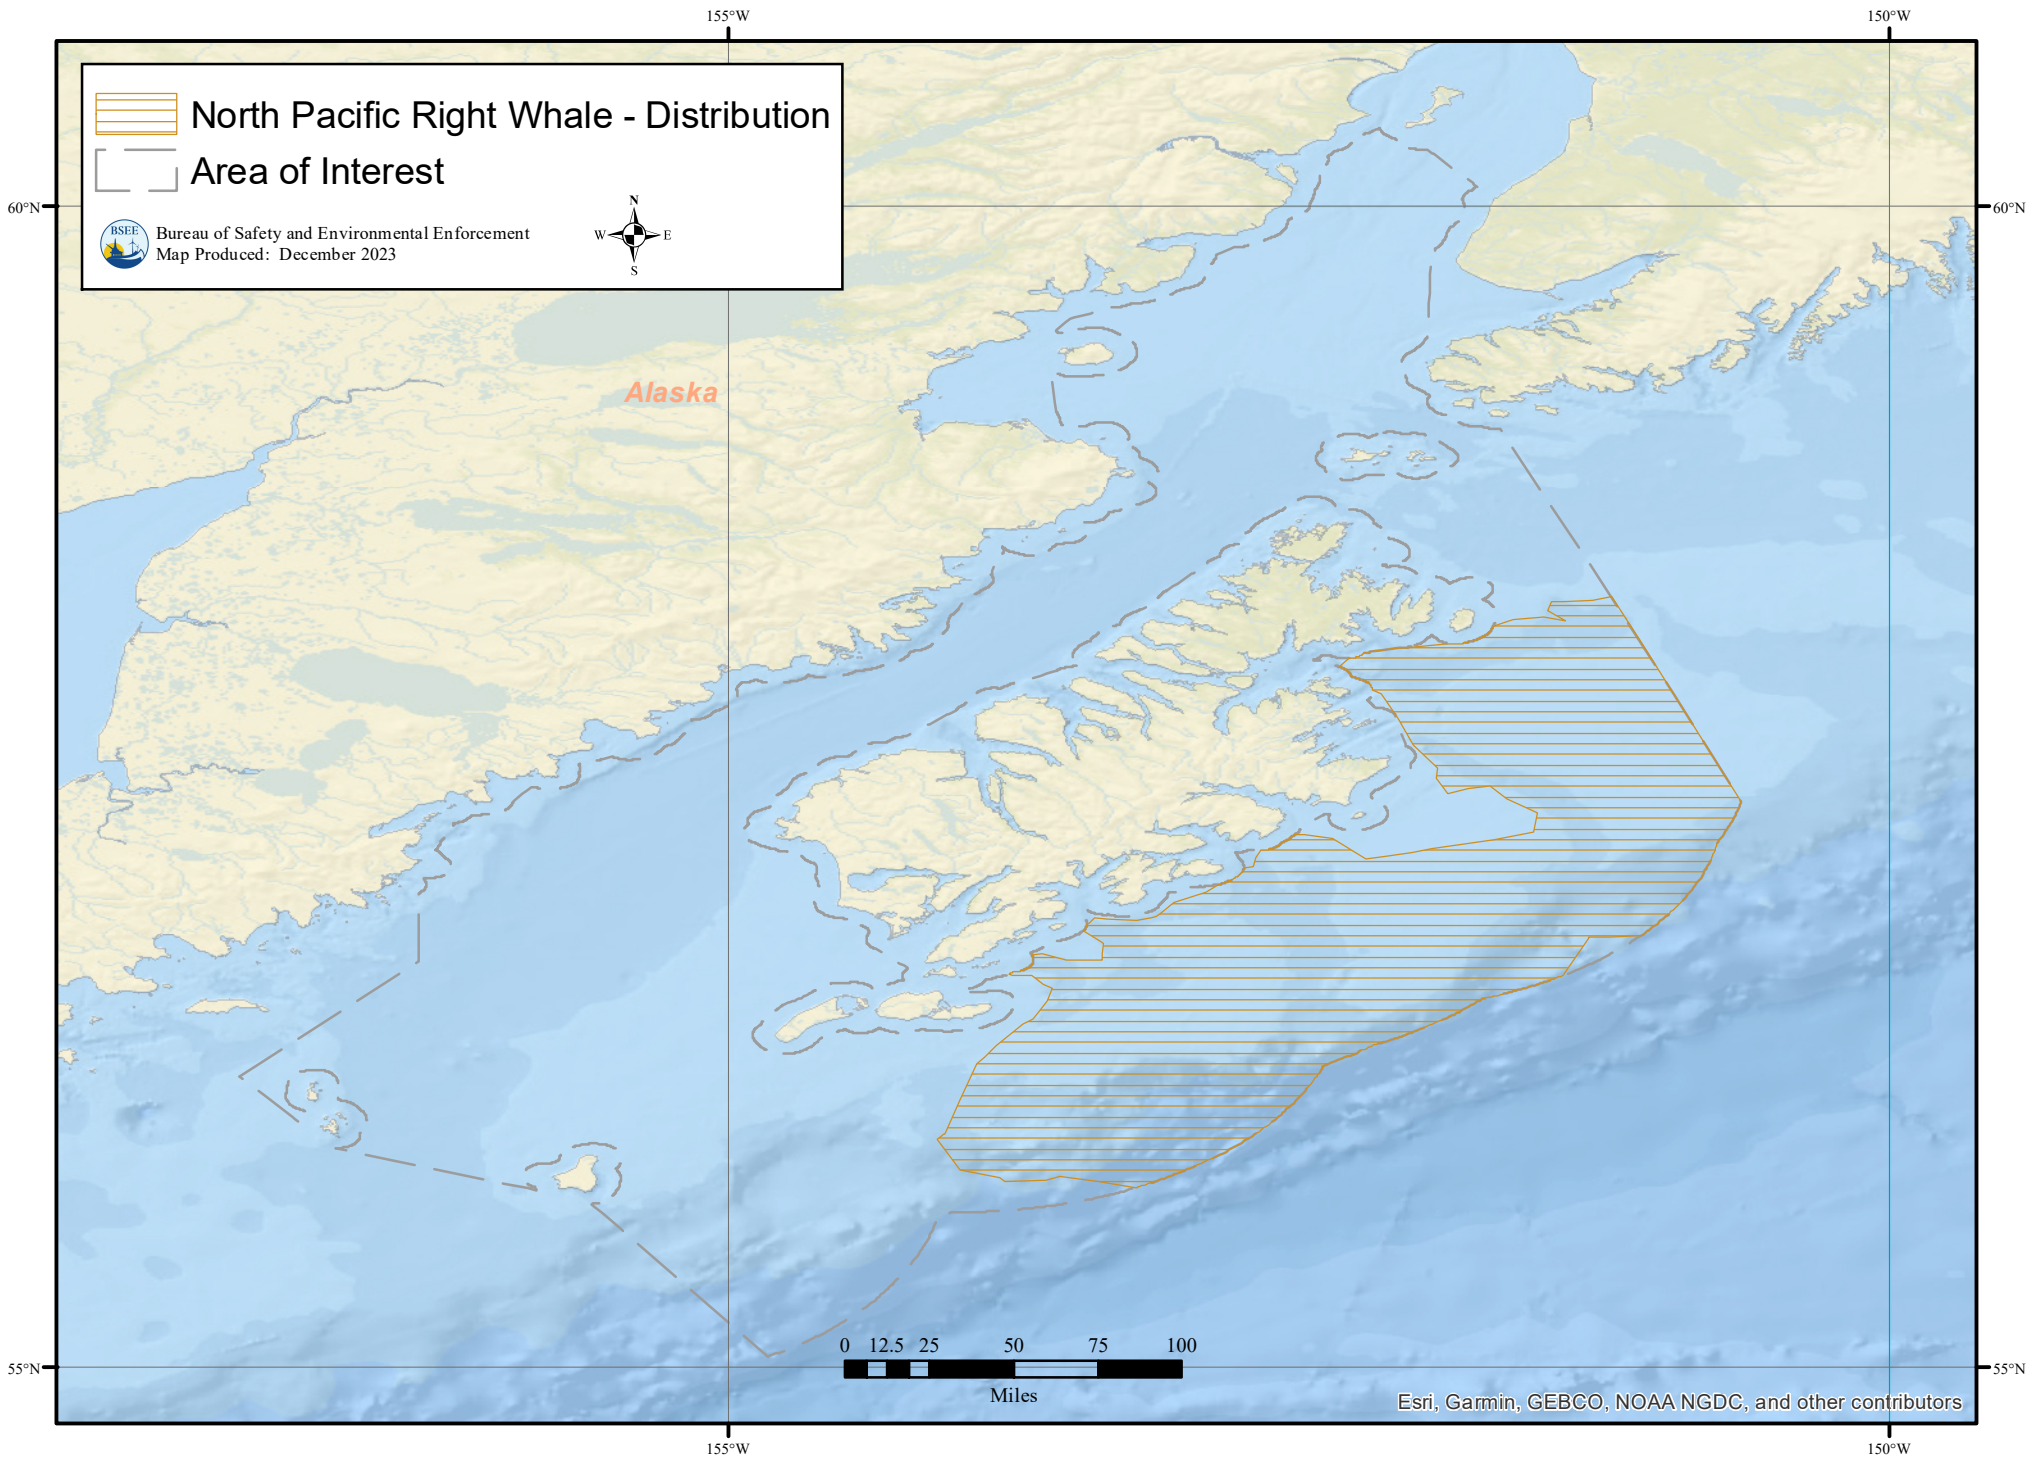 155°W 150°W
North Pacific Right Whale - Distribution
Area of Interest
BSEE
Bureau of Safety and Environmental Enforcement
Map Produced: December 2023
N
W E
S
60°N 60°N
Alaska
0 12.5 25 50 75 100
Miles
55°N 55°N
Esri, Garmin, GEBCO, NOAA NGDC, and other contributors
155°W 150°W